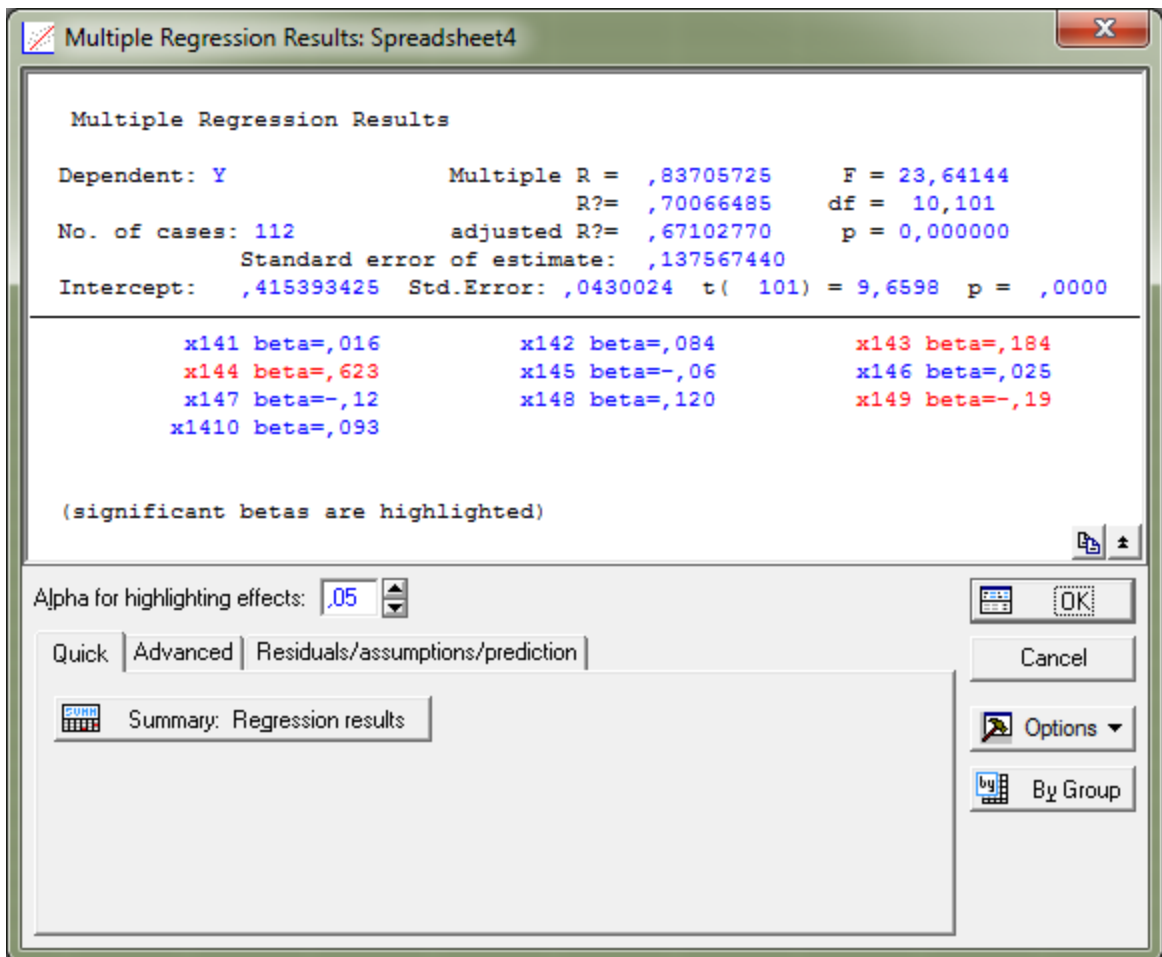 Multiple Regression Results: Spreadsheet4
x
Multiple Regression Results
Dependent: Y Multiple R = ,83705725 F = 23,64144
R?= ,70066485 df = 10,101
No. of cases: 112 adjusted R?= ,67102770 p = 0,000000
Standard error of estimate: ,137567440
Intercept: ,415393425 Std.Error: ,0430024 t( 101) = 9,6598 p = ,0000
x141 beta=,016 x142 beta=,084 x143 beta=,184
x144 beta=,623 x145 beta=-,06 x146 beta=,025
x147 beta=-,12 x148 beta=,120 x149 beta=-,19
x1410 beta=,093
(significant betas are highlighted)
Alpha for highlighting effects: ,05
OK
Quick Advanced Residuals/assumptions/prediction
Cancel
SUMM Summary: Regression results
Options
by By Group